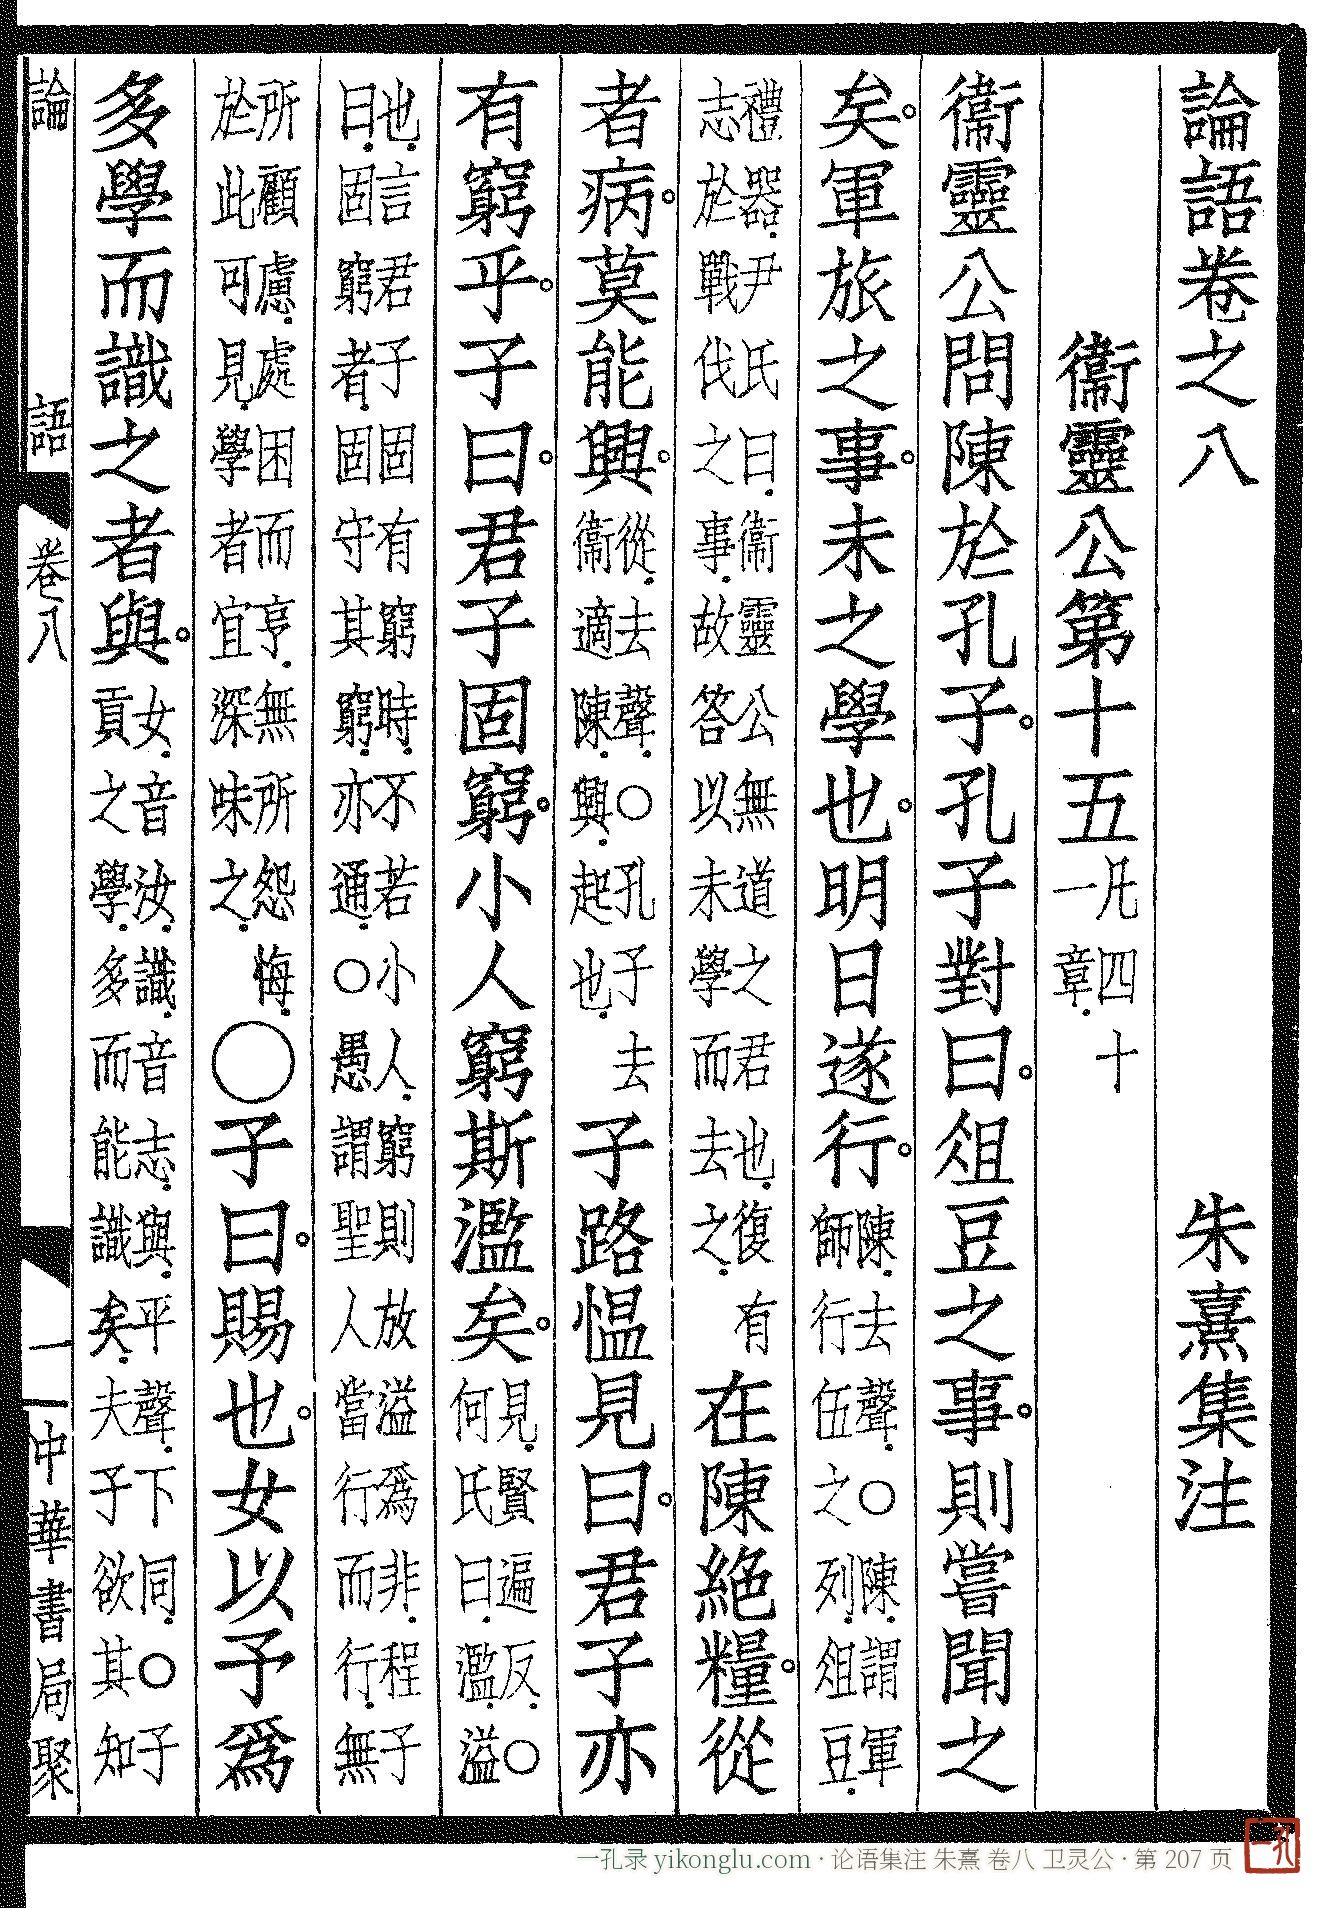 論語卷之八 朱熹集注
衞靈公第十五 凡四十一章.
衞靈公問陳於孔子。孔子對曰。俎豆之事。則嘗聞之
矣。軍旅之事。未之學也。明日遂行。陳.去聲.○陳.謂軍師行伍之列.俎豆.
禮器.尹氏曰.衞靈公無道之君也.復有志於戰伐之事.故答以未學而去之.在陳絕糧。從
者病。莫能興。從.去聲.○孔子去衞適陳.興.起也.子路慍見曰。君子亦
有窮乎。子曰。君子固窮。小人窮斯濫矣。見.賢遍反.○何氏曰.濫.溢
也.言君子固有窮時.不若小人.窮則放溢爲非.程子曰.固窮者.固守其窮.亦通.○愚謂聖人當行而行.無
所顧慮.處困而亨.無所怨悔.於此可見.學者宜深味之.○子曰。賜也。女以予爲
多學而識之者與。女.音汝.識.音志.與.平聲.下同.○子貢之學.多而能識矣.夫子欲其知
論語 卷八 一 中華書局聚
一孔录 yikonglu.com · 论语集注 朱熹 卷八 卫灵公 · 第 207 页
一孔